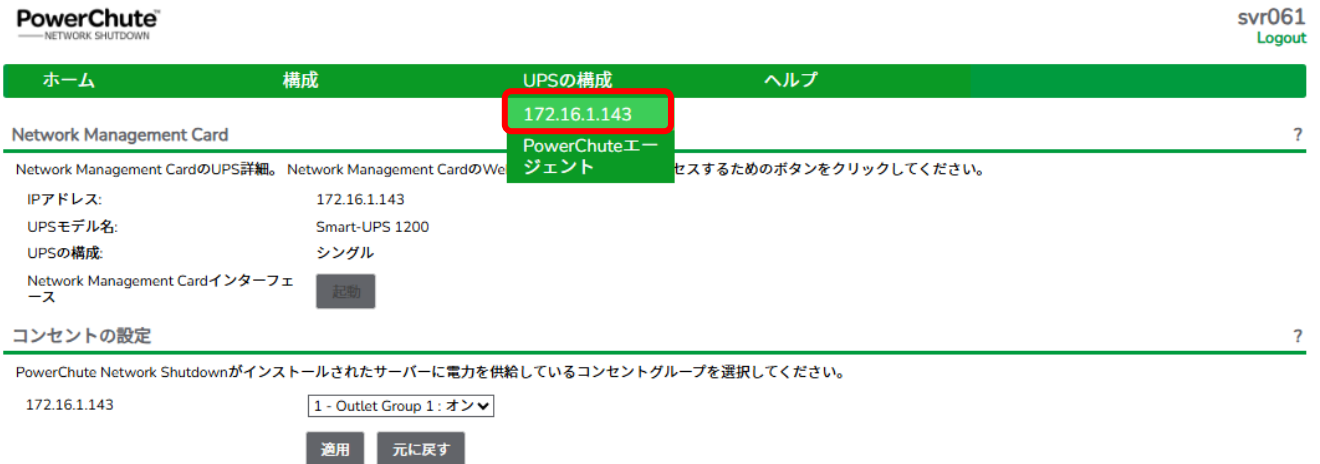 PowerChute™
NETWORK SHUTDOWN
svr061
Logout
ホーム 構成 UPSの構成 ヘルプ
172.16.1.143
PowerChuteエー
ジェント
Network Management Card ?
Network Management CardのUPS詳細。 Network Management CardのWe セスするためのボタンをクリックしてください。
IPアドレス: 172.16.1.143
UPSモデル名: Smart-UPS 1200
UPSの構成: シングル
Network Management Cardインターフェ
ース 起動
コンセントの設定 ?
PowerChute Network Shutdownがインストールされたサーバーに電力を供給しているコンセントグループを選択してください。
172.16.1.143 1 - Outlet Group 1 : オン
適用 元に戻す